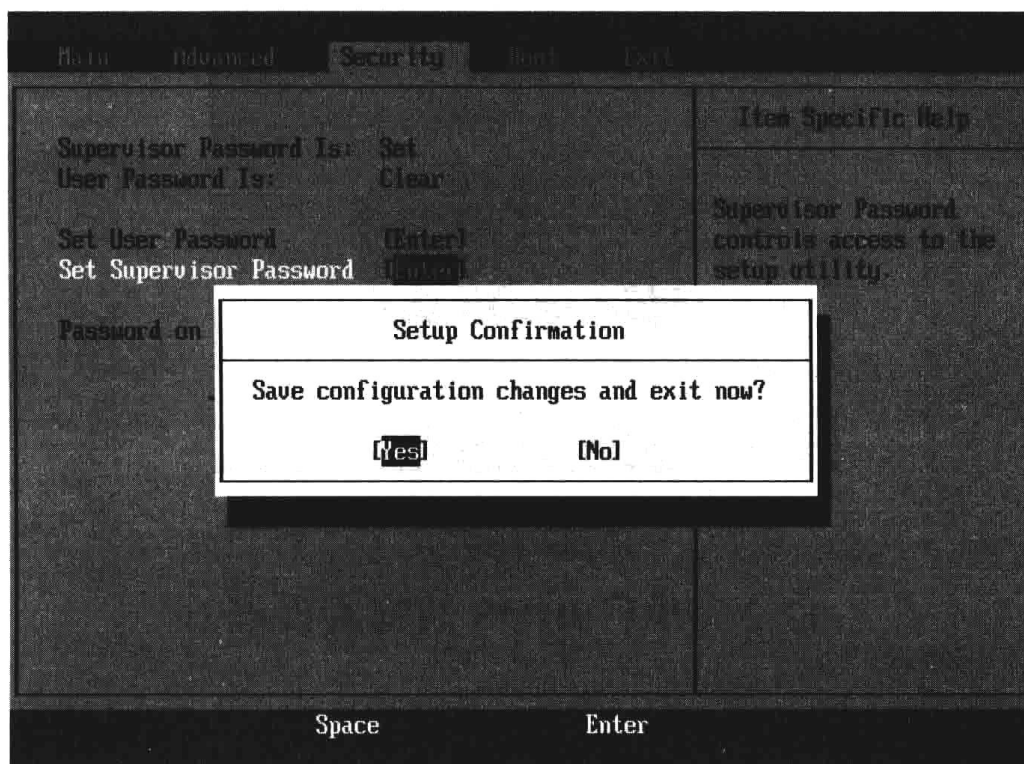 Main Advanced Security Boot Exit
Item Specific Help
Supervisor Password Is: Set
User Password Is: Clear
Supervisor Password
controls access to the
setup utility.
Set User Password [Enter]
Set Supervisor Password [Enter]
Password on
Setup Confirmation
Save configuration changes and exit now?
[Yes] [No]
Space Enter